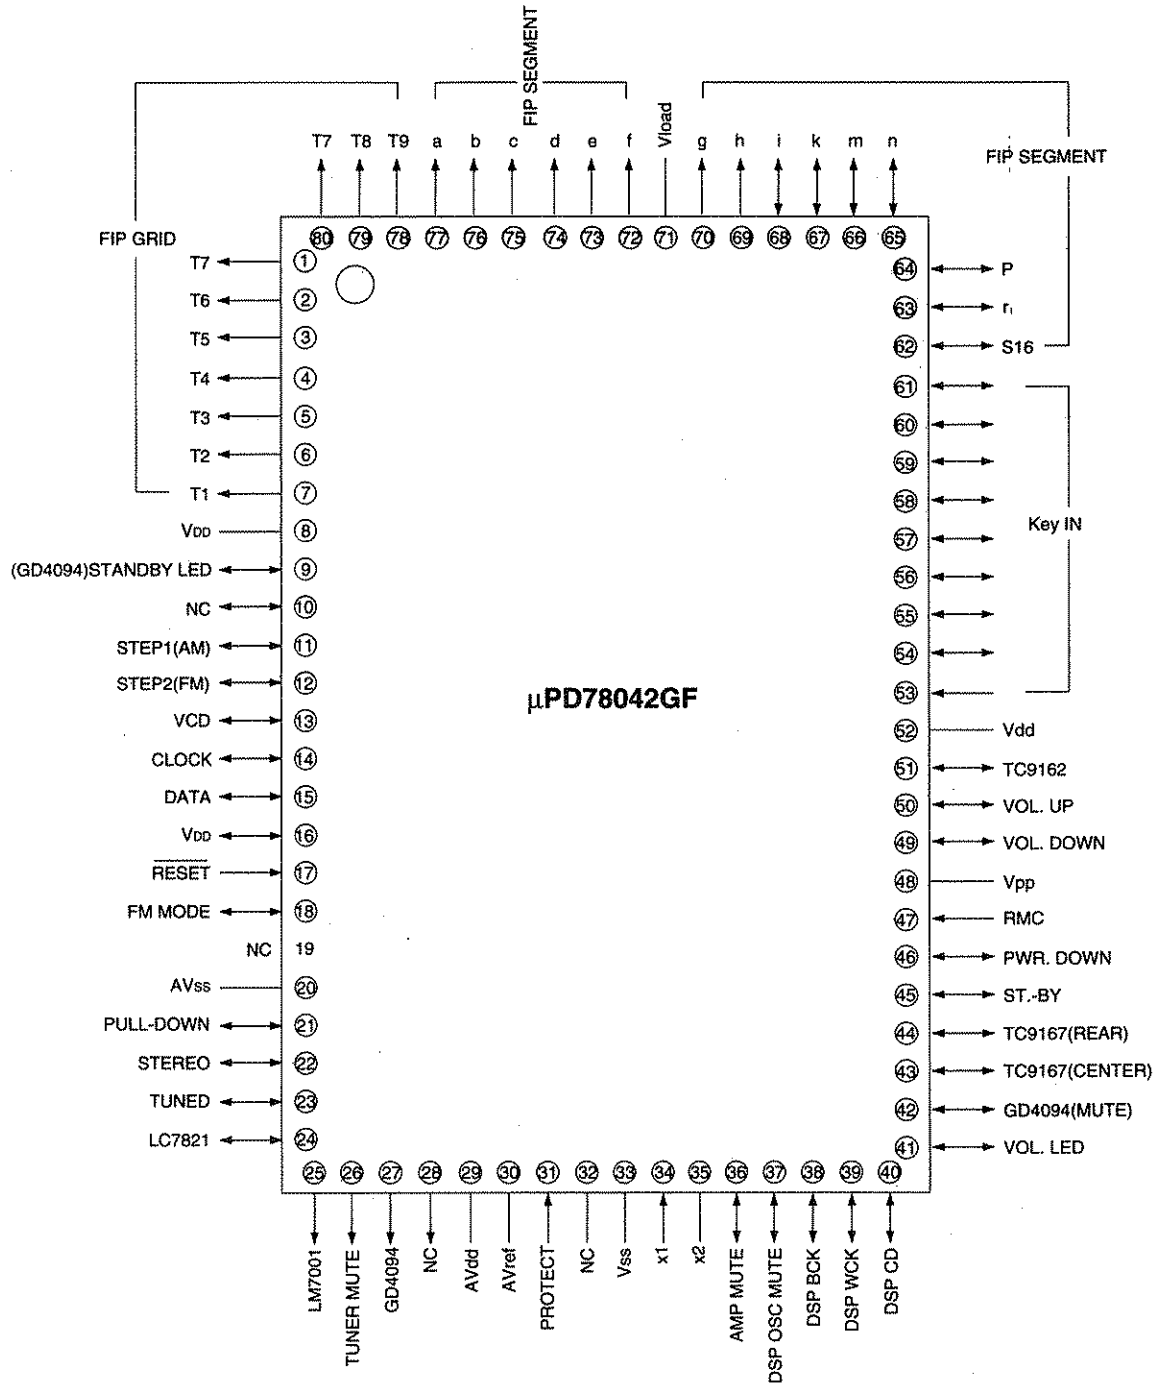 FIP SEGMENT
T7 T8 T9 a b c d e f Vload g h i k m n
FIP SEGMENT
FIP GRID
80 79 78 77 76 75 74 73 72 71 70 69 68 67 66 65
T7 1
T6 2
T5 3
T4 4
T3 5
T2 6
T1 7
VDD 8
(GD4094)STANDBY LED 9
NC 10
STEP1(AM) 11
STEP2(FM) 12
VCD 13
CLOCK 14
DATA 15
VDD 16
RESET 17
FM MODE 18
NC 19
AVss 20
PULL-DOWN 21
STEREO 22
TUNED 23
LC7821 24
μPD78042GF
64 P
63 r
62 S16
61
60
59
58
57
Key IN
56
55
54
53
52 Vdd
51 TC9162
50 VOL. UP
49 VOL. DOWN
48 Vpp
47 RMC
46 PWR. DOWN
45 ST.-BY
44 TC9167(REAR)
43 TC9167(CENTER)
42 GD4094(MUTE)
41 VOL. LED
25 26 27 28 29 30 31 32 33 34 35 36 37 38 39 40
LM7001
TUNER MUTE
GD4094
NC
AVdd
AVref
PROTECT
NC
Vss
x1
x2
AMP MUTE
DSP OSC MUTE
DSP BCK
DSP WCK
DSP CD